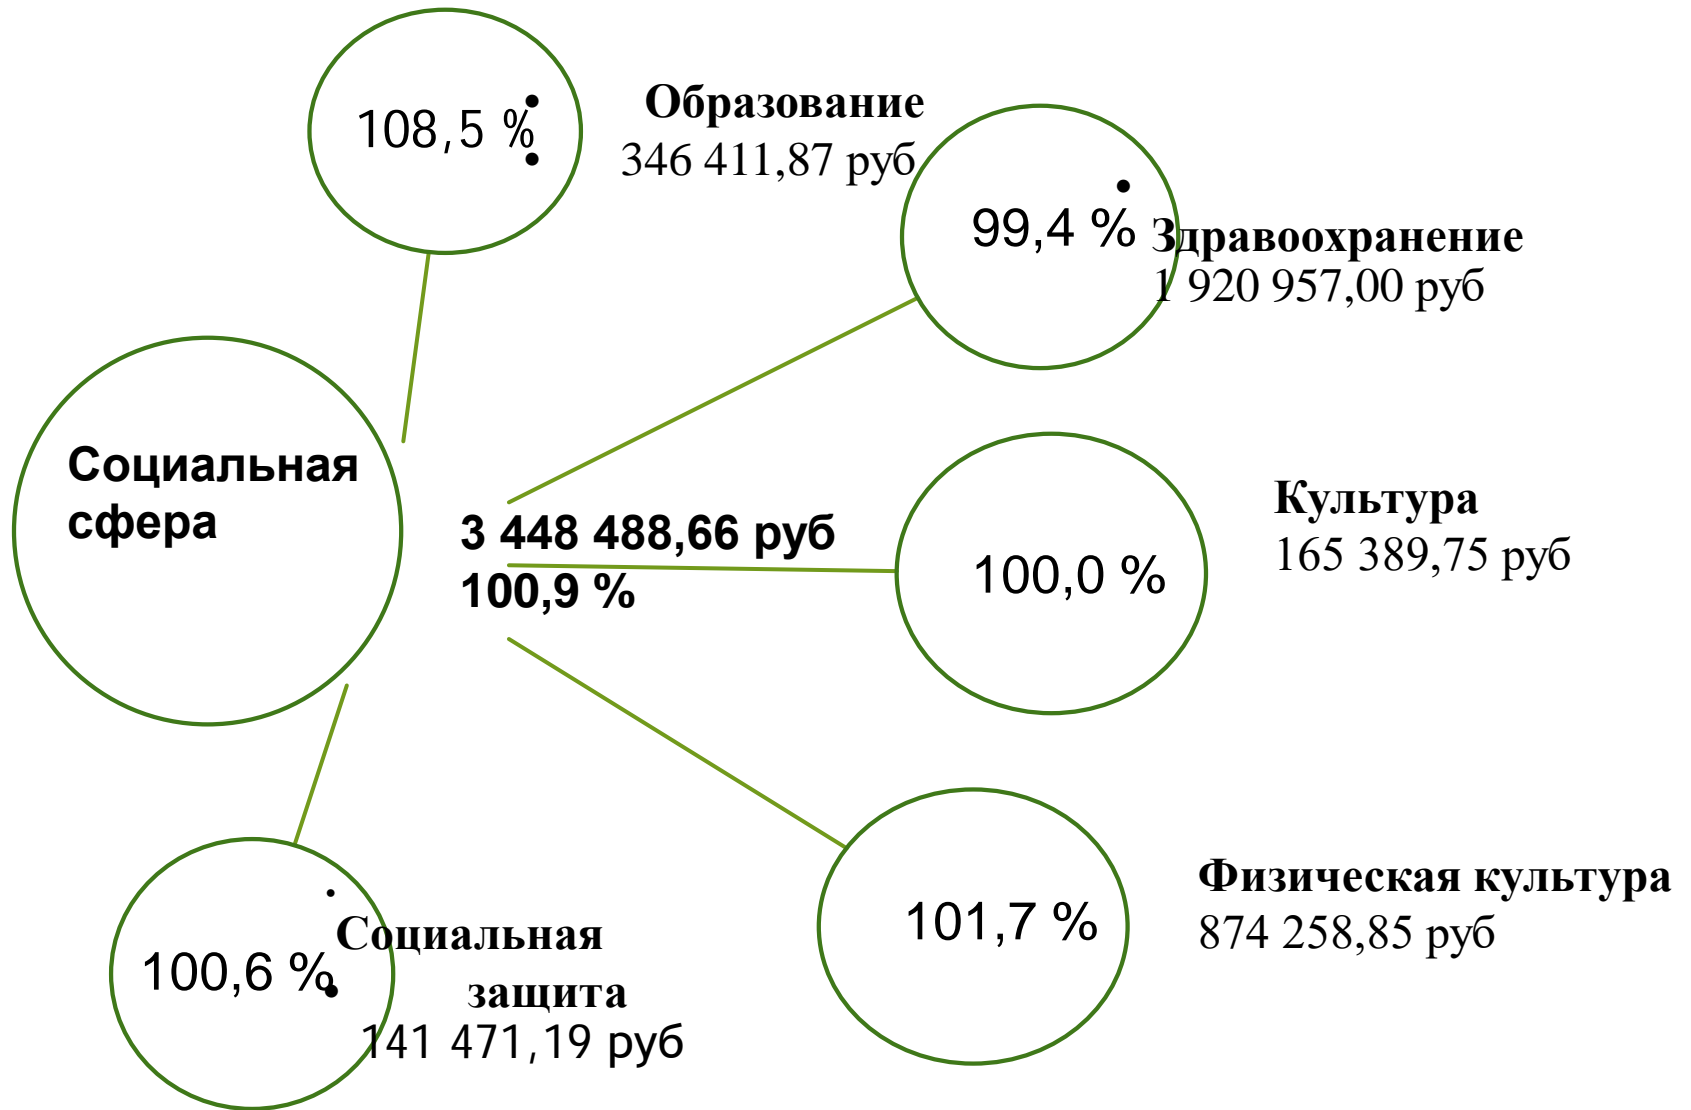 108,5 %
Образование
346 411,87 руб
99,4 %
Здравоохранение
1 920 957,00 руб
Социальная
сфера
3 448 488,66 руб
100,9 %
Культура
165 389,75 руб
100,0 %
Физическая культура
874 258,85 руб
101,7 %
Социальная
защита
141 471,19 руб
100,6 %